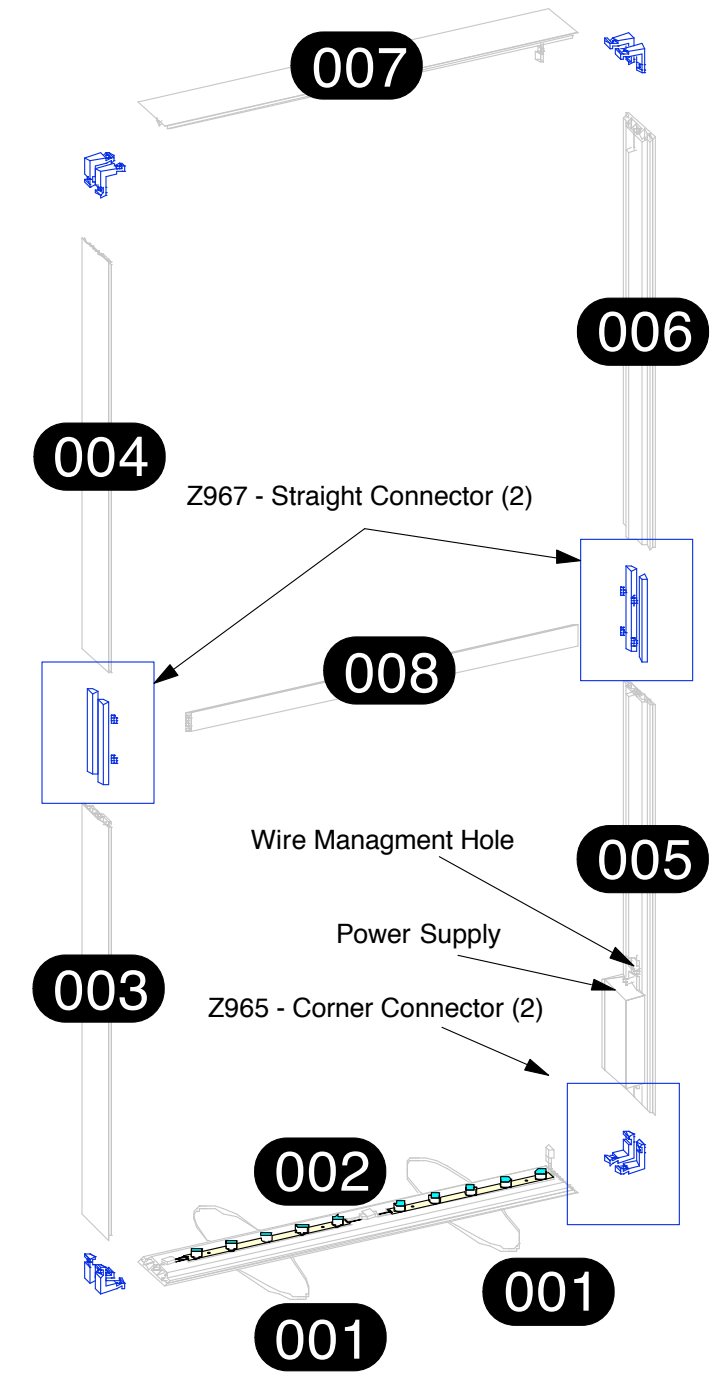 007
006
004
Z967 - Straight Connector (2)
008
Wire Managment Hole
005
Power Supply
003
Z965 - Corner Connector (2)
002
001
001